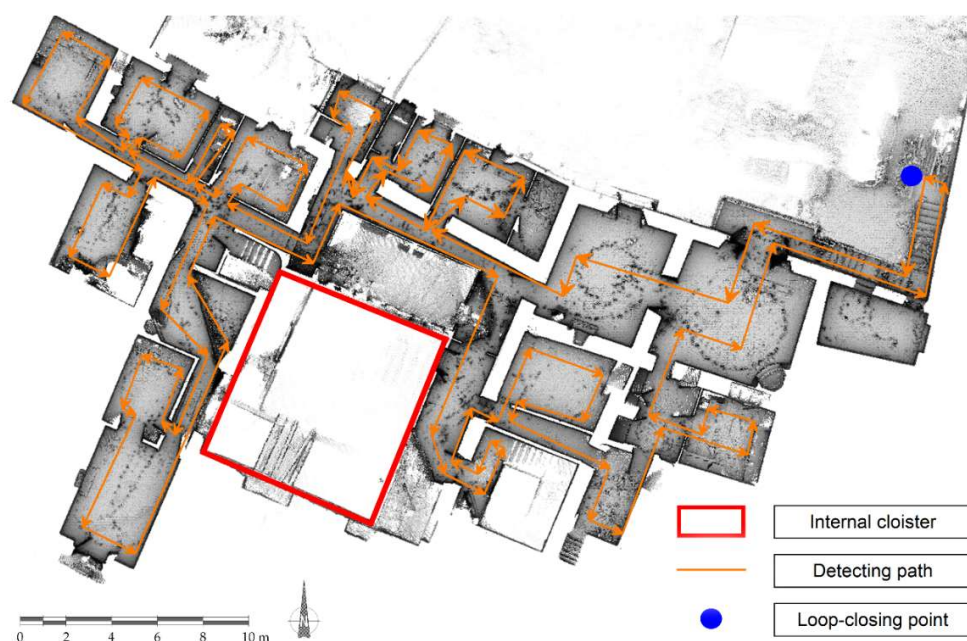 Internal cloister
Detecting path
Loop-closing point
0 2 4 6 8 10 m